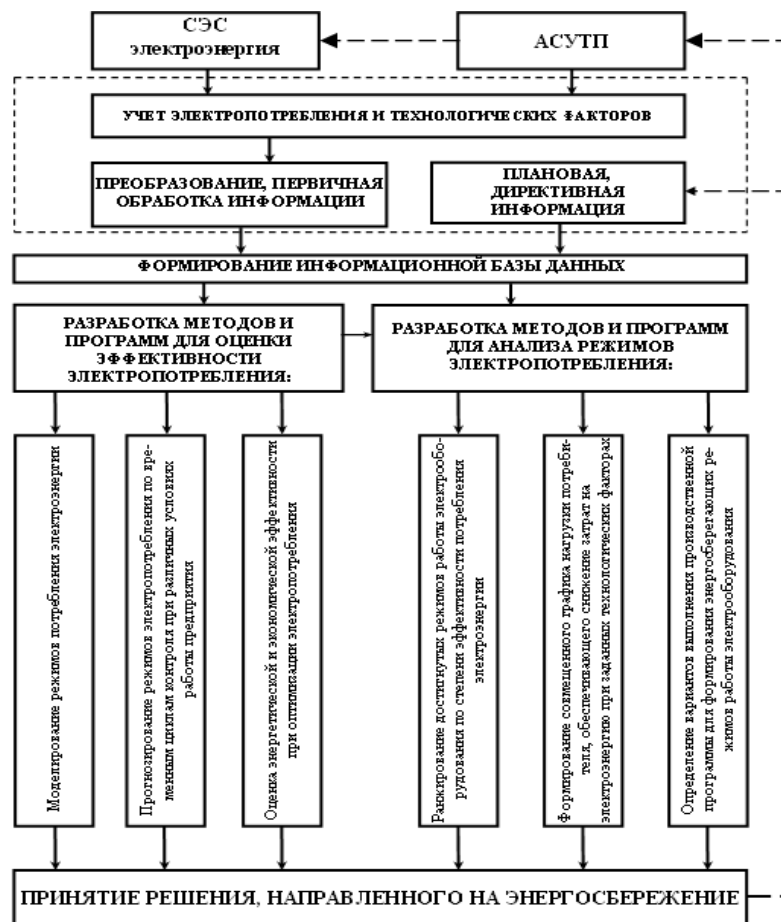 СЭС
электроэнергия
АСУТП
УЧЕТ ЭЛЕКТРОПОТРЕБЛЕНИЯ И ТЕХНОЛОГИЧЕСКИХ ФАКТОРОВ
ПРЕОБРАЗОВАНИЕ, ПЕРВИЧНАЯ
ОБРАБОТКА ИНФОРМАЦИИ
ПЛАНОВАЯ,
ДИРЕКТИВНАЯ
ИНФОРМАЦИЯ
ФОРМИРОВАНИЕ ИНФОРМАЦИОННОЙ БАЗЫ ДАННЫХ
РАЗРАБОТКА МЕТОДОВ И
ПРОГРАММ ДЛЯ ОЦЕНКИ
ЭФФЕКТИВНОСТИ
ЭЛЕКТРОПОТРЕБЛЕНИЯ:
РАЗРАБОТКА МЕТОДОВ И ПРОГРАММ
ДЛЯ АНАЛИЗА РЕЖИМОВ
ЭЛЕКТРОПОТРЕБЛЕНИЯ:
Моделирование режимов потребления электроэнергии
Прогнозирование режимов электропотребления по вре-
менным циклам контроля при различных условиях
работы предприятия
Оценка энергетической и экономической эффективности
при оптимизации электропотребления
Ранжирование достигнутых режимов работы электрообо-
рудования по степени эффективности потребления
электроэнергии
Формирование совмещенного графика нагрузки потреби-
теля, обеспечивающего снижение затрат на
электроэнергию при заданных технологических факторах
Определение вариантов выполнения производственной
программы для формирования энергосберегающих ре-
жимов работы электрооборудования
ПРИНЯТИЕ РЕШЕНИЯ, НАПРАВЛЕННОГО НА ЭНЕРГОСБЕРЕЖЕНИЕ